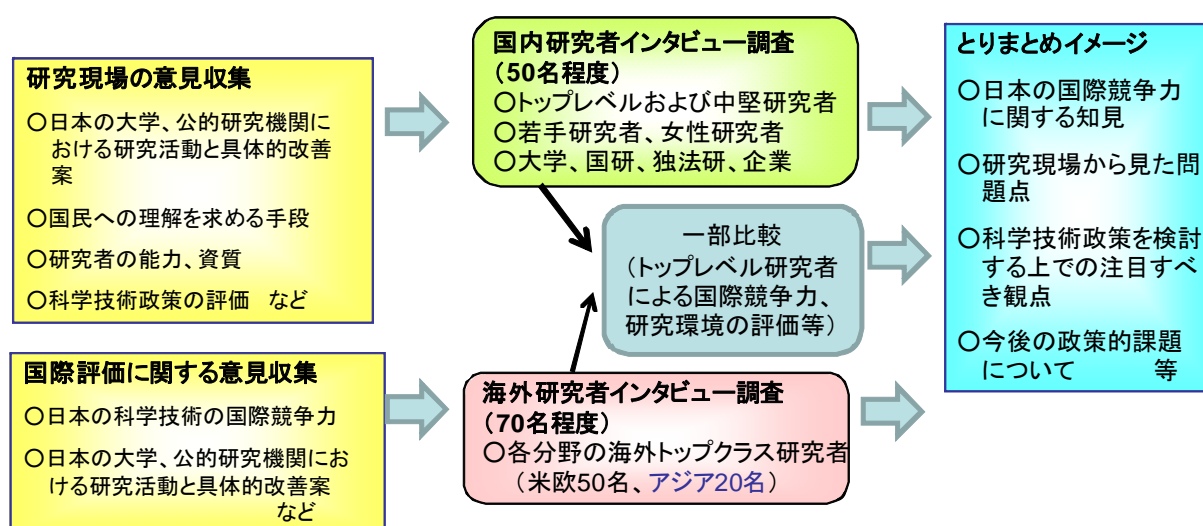 研究現場の意見収集
○日本の大学、公的研究機関に
おける研究活動と具体的改善
案
○国民への理解を求める手段
○研究者の能力、資質
○科学技術政策の評価　など
国際評価に関する意見収集
○日本の科学技術の国際競争力
○日本の大学、公的研究機関にお
ける研究活動と具体的改善案
など
国内研究者インタビュー調査
（50名程度）
○トップレベルおよび中堅研究者
○若手研究者、女性研究者
○大学、国研、独法研、企業
一部比較
（トップレベル研究者
による国際競争力、
研究環境の評価等）
海外研究者インタビュー調査
（70名程度）
○各分野の海外トップクラス研究者
（米欧50名、アジア20名）
とりまとめイメージ
○日本の国際競争力
に関する知見
○研究現場から見た問
題点
○科学技術政策を検討
する上での注目すべ
き観点
○今後の政策的課題
について　　　等